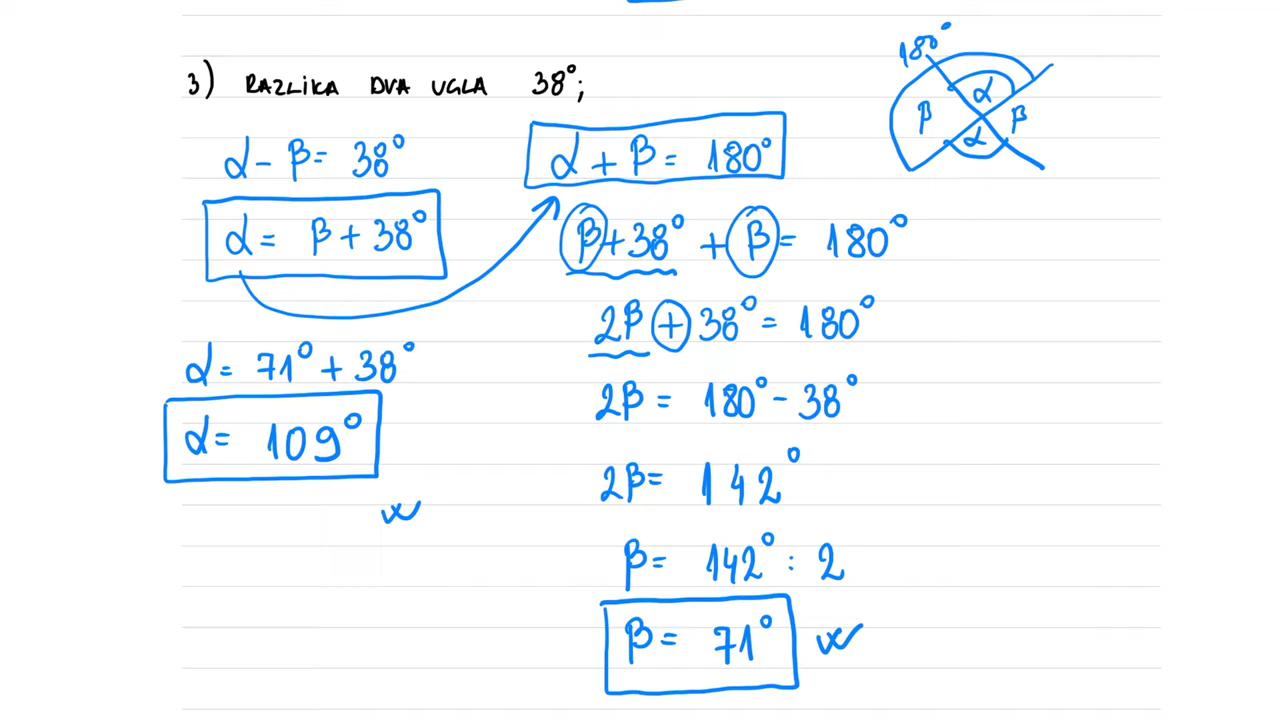 3) RAZLIKA DVA UGLA 38°;
α - β = 38°
α = β + 38°
α + β = 180°
β + 38° + β = 180°
2β + 38° = 180°
2β = 180° - 38°
2β = 142°
β = 142° : 2
β = 71°
α = 71° + 38°
α = 109°
180°
α
β
β
α